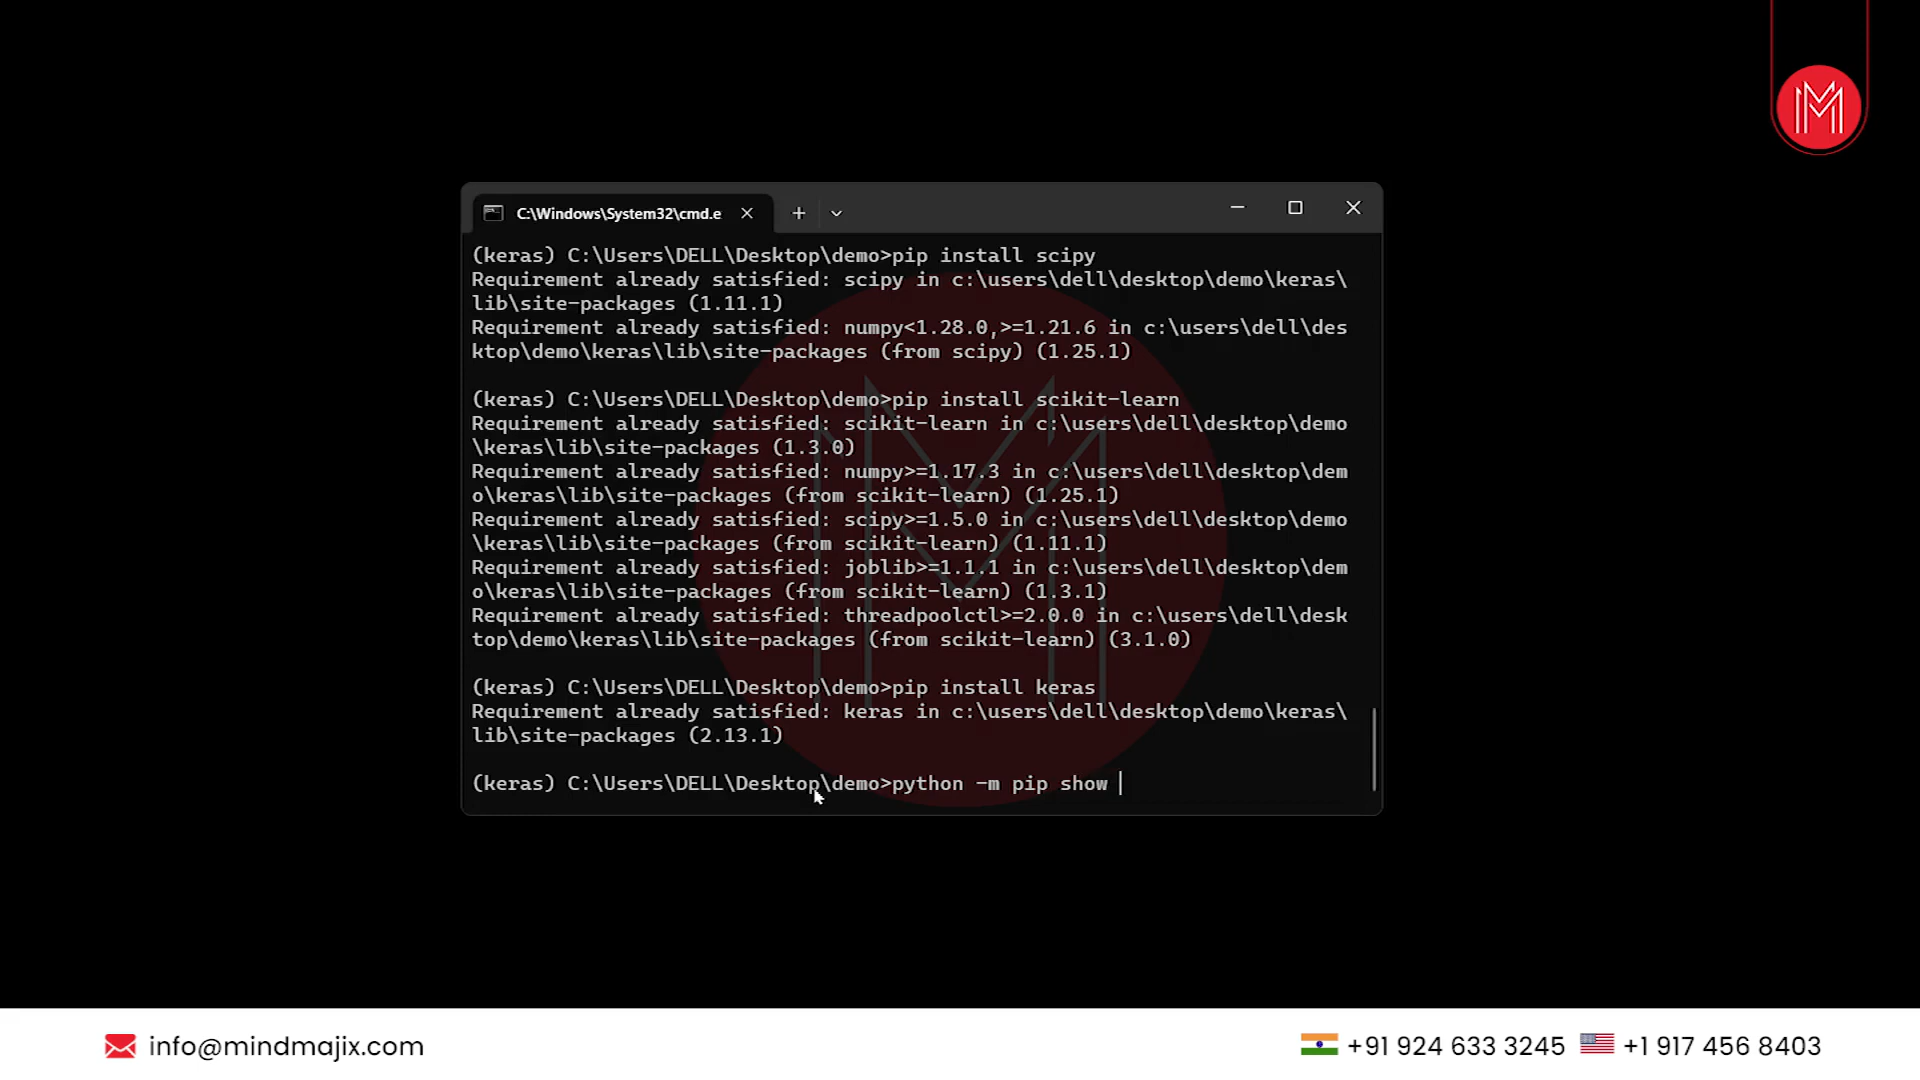 C:\Windows\System32\cmd.e
(keras) C:\Users\DELL\Desktop\demo>pip install scipy
Requirement already satisfied: scipy in c:\users\dell\desktop\demo\keras\
lib\site-packages (1.11.1)
Requirement already satisfied: numpy<1.28.0,>=1.21.6 in c:\users\dell\des
ktop\demo\keras\lib\site-packages (from scipy) (1.25.1)
(keras) C:\Users\DELL\Desktop\demo>pip install scikit-learn
Requirement already satisfied: scikit-learn in c:\users\dell\desktop\demo
\keras\lib\site-packages (1.3.0)
Requirement already satisfied: numpy>=1.17.3 in c:\users\dell\desktop\dem
o\keras\lib\site-packages (from scikit-learn) (1.25.1)
Requirement already satisfied: scipy>=1.5.0 in c:\users\dell\desktop\demo
\keras\lib\site-packages (from scikit-learn) (1.11.1)
Requirement already satisfied: joblib>=1.1.1 in c:\users\dell\desktop\dem
o\keras\lib\site-packages (from scikit-learn) (1.3.1)
Requirement already satisfied: threadpoolctl>=2.0.0 in c:\users\dell\desk
top\demo\keras\lib\site-packages (from scikit-learn) (3.1.0)
(keras) C:\Users\DELL\Desktop\demo>pip install keras
Requirement already satisfied: keras in c:\users\dell\desktop\demo\keras\
lib\site-packages (2.13.1)
(keras) C:\Users\DELL\Desktop\demo>python -m pip show
info@mindmajix.com
+91 924 633 3245
+1 917 456 8403